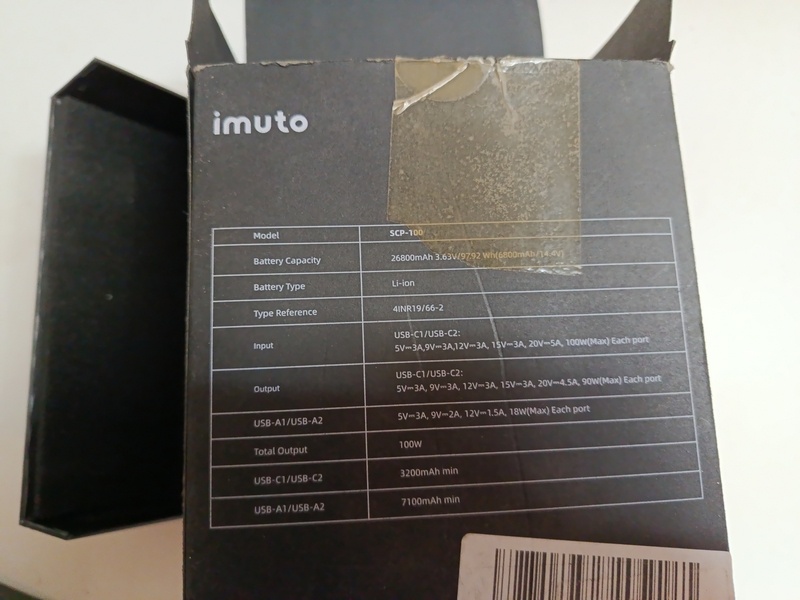 imuto
Model SCP-100
Battery Capacity 26800mAh 3.63V/97.92 Wh(6800mAh/14.4V)
Battery Type Li-ion
Type Reference 4INR19/66-2
Input USB-C1/USB-C2:
5V⎓3A,9V⎓3A,12V⎓3A, 15V⎓3A, 20V⎓5A, 100W(Max) Each port
Output USB-C1/USB-C2:
5V⎓3A, 9V⎓3A, 12V⎓3A, 15V⎓3A, 20V⎓4.5A, 90W(Max) Each port
USB-A1/USB-A2 5V⎓3A, 9V⎓2A, 12V⎓1.5A, 18W(Max) Each port
Total Output 100W
USB-C1/USB-C2 3200mAh min
USB-A1/USB-A2 7100mAh min